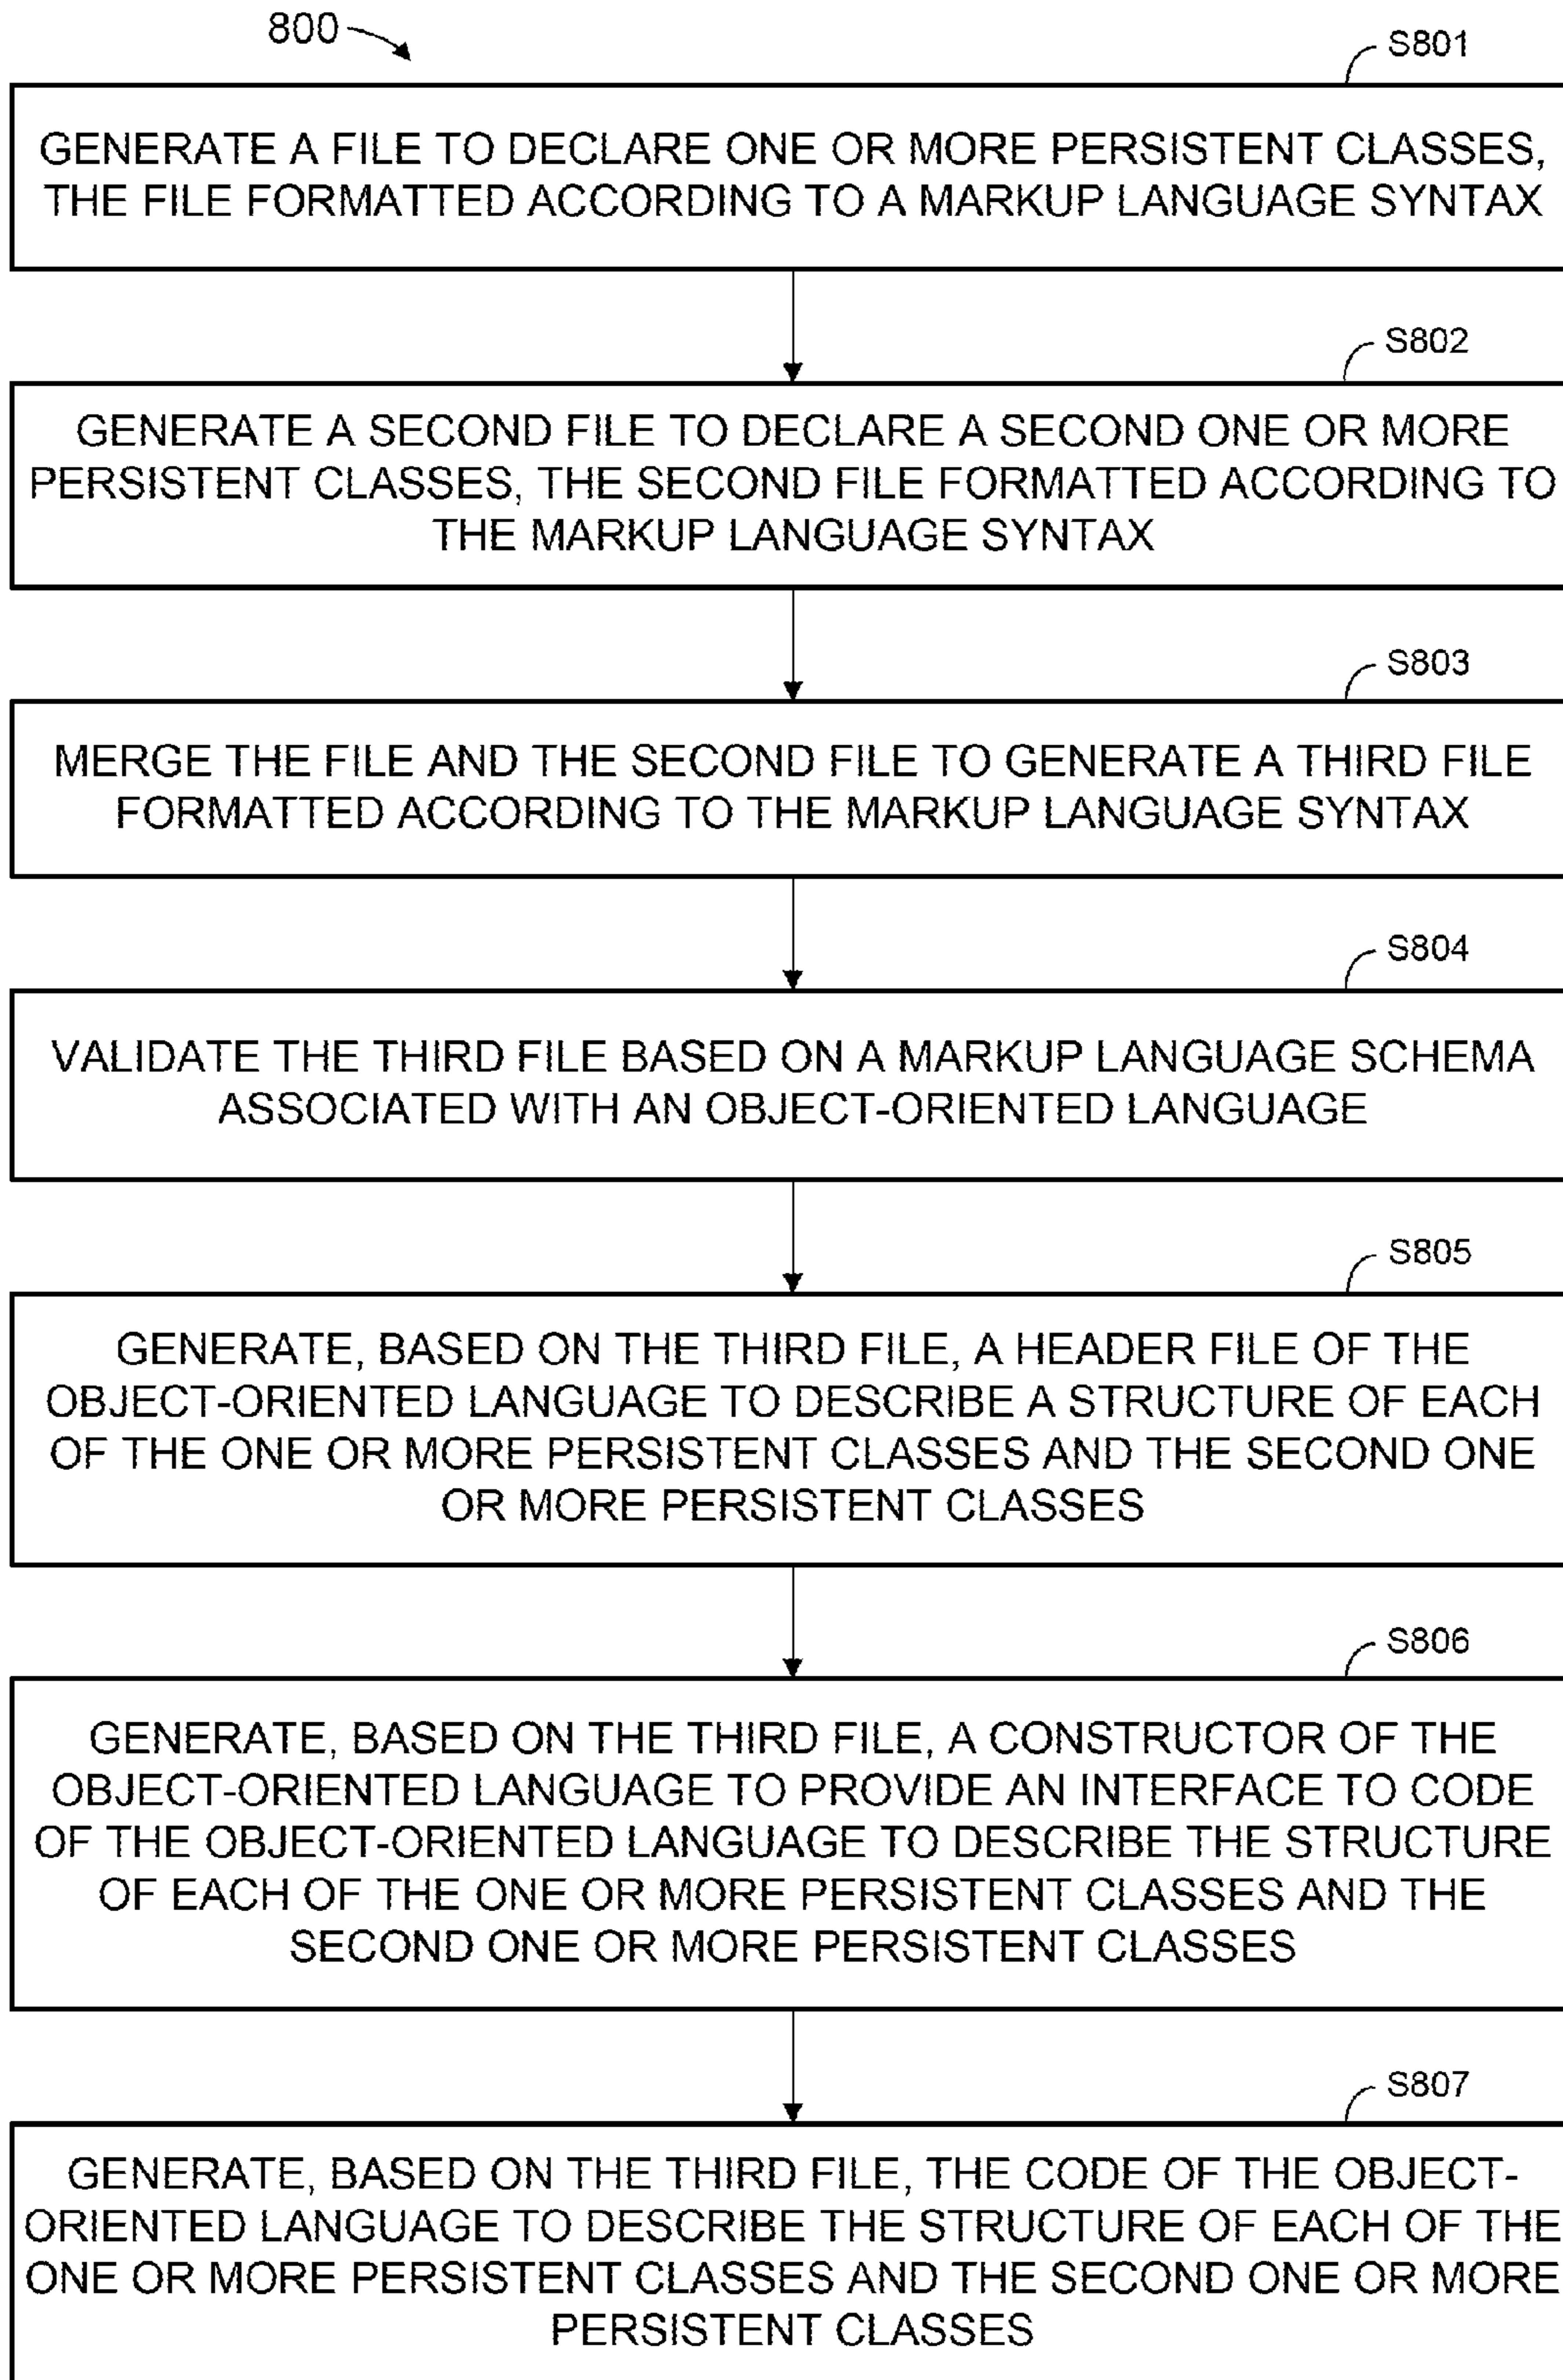 800
S801
GENERATE A FILE TO DECLARE ONE OR MORE PERSISTENT CLASSES,
THE FILE FORMATTED ACCORDING TO A MARKUP LANGUAGE SYNTAX
S802
GENERATE A SECOND FILE TO DECLARE A SECOND ONE OR MORE
PERSISTENT CLASSES, THE SECOND FILE FORMATTED ACCORDING TO
THE MARKUP LANGUAGE SYNTAX
S803
MERGE THE FILE AND THE SECOND FILE TO GENERATE A THIRD FILE
FORMATTED ACCORDING TO THE MARKUP LANGUAGE SYNTAX
S804
VALIDATE THE THIRD FILE BASED ON A MARKUP LANGUAGE SCHEMA
ASSOCIATED WITH AN OBJECT-ORIENTED LANGUAGE
S805
GENERATE, BASED ON THE THIRD FILE, A HEADER FILE OF THE
OBJECT-ORIENTED LANGUAGE TO DESCRIBE A STRUCTURE OF EACH
OF THE ONE OR MORE PERSISTENT CLASSES AND THE SECOND ONE
OR MORE PERSISTENT CLASSES
S806
GENERATE, BASED ON THE THIRD FILE, A CONSTRUCTOR OF THE
OBJECT-ORIENTED LANGUAGE TO PROVIDE AN INTERFACE TO CODE
OF THE OBJECT-ORIENTED LANGUAGE TO DESCRIBE THE STRUCTURE
OF EACH OF THE ONE OR MORE PERSISTENT CLASSES AND THE
SECOND ONE OR MORE PERSISTENT CLASSES
S807
GENERATE, BASED ON THE THIRD FILE, THE CODE OF THE OBJECT-
ORIENTED LANGUAGE TO DESCRIBE THE STRUCTURE OF EACH OF THE
ONE OR MORE PERSISTENT CLASSES AND THE SECOND ONE OR MORE
PERSISTENT CLASSES